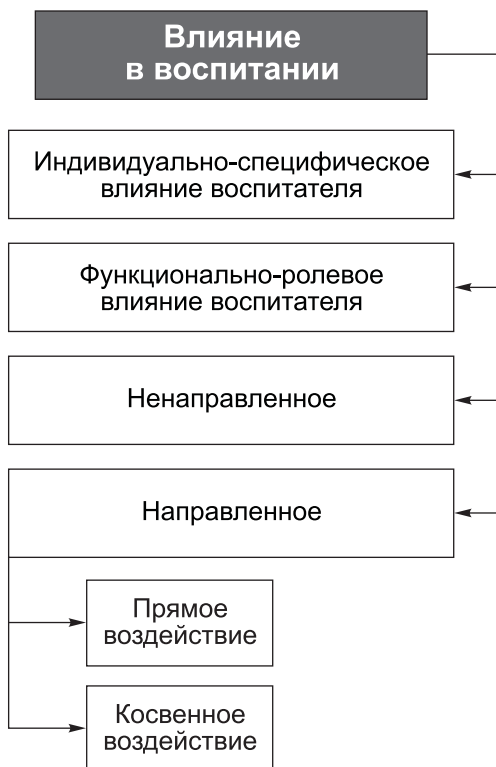 Влияние
в воспитании
Индивидуально-специфическое
влияние воспитателя
Функционально-ролевое
влияние воспитателя
Ненаправленное
Направленное
Прямое
воздействие
Косвенное
воздействие